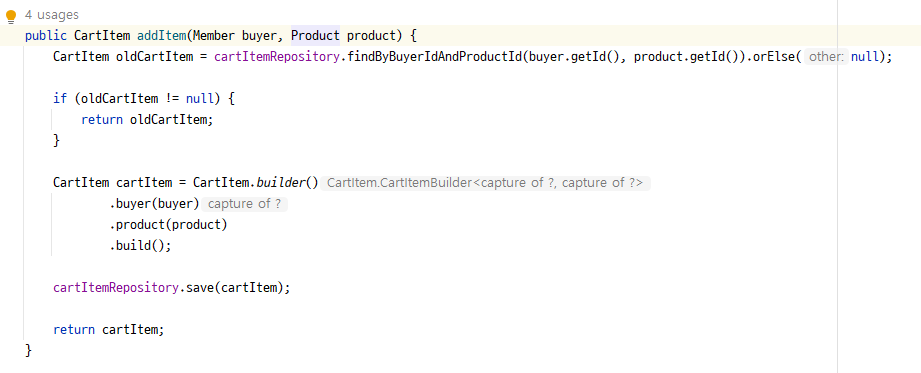 4 usages
public CartItem addItem(Member buyer, Product product) {
CartItem oldCartItem = cartItemRepository.findByBuyerIdAndProductId(buyer.getId(), product.getId()).orElse( other: null);
if (oldCartItem != null) {
return oldCartItem;
}
CartItem cartItem = CartItem.builder() CartItem.CartItemBuilder<capture of ?, capture of ?>
.buyer(buyer) capture of ?
.product(product)
.build();
cartItemRepository.save(cartItem);
return cartItem;
}